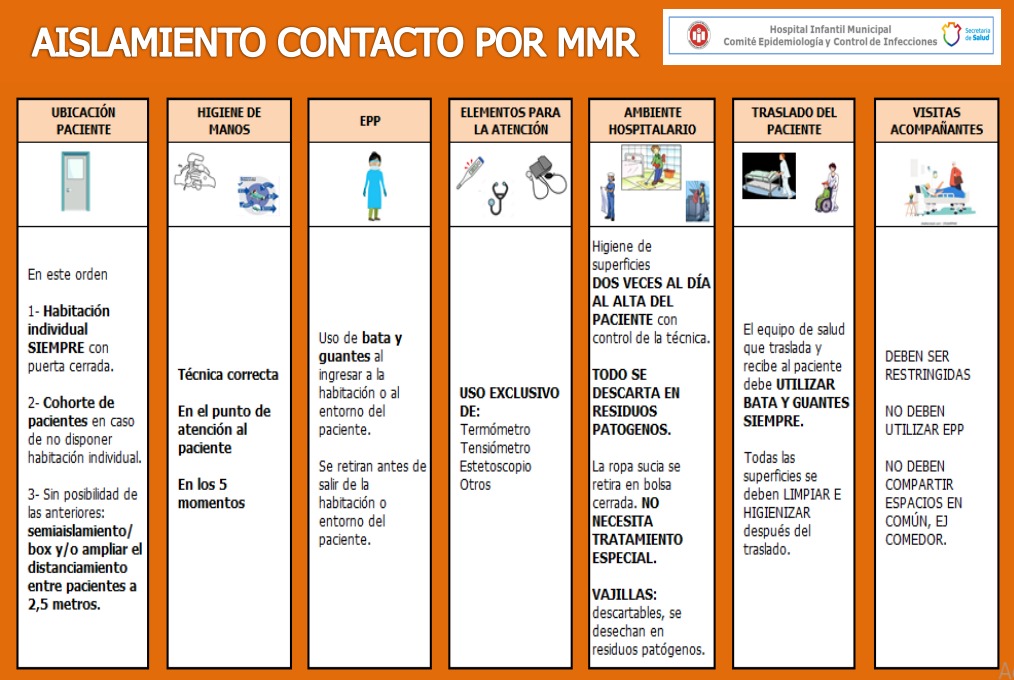 AISLAMIENTO CONTACTO POR MMR
Hospital Infantil Municipal
Comité Epidemiología y Control de Infecciones
Secretaría
de Salud
UBICACIÓN
PACIENTE
En este orden
1- Habitación
individual
SIEMPRE con
puerta cerrada.
2- Cohorte de
pacientes en caso
de no disponer
habitación individual.
3- Sin posibilidad de
las anteriores:
semiaislamiento/
box y/o ampliar el
distanciamiento
entre pacientes a
2,5 metros.
HIGIENE DE
MANOS
Técnica correcta
En el punto de
atención al
paciente
En los 5
momentos
EPP
Uso de bata y
guantes al
ingresar a la
habitación o al
entorno del
paciente.
Se retiran antes de
salir de la
habitación o
entorno del
paciente.
ELEMENTOS PARA
LA ATENCIÓN
USO EXCLUSIVO
DE:
Termómetro
Tensiómetro
Estetoscopio
Otros
AMBIENTE
HOSPITALARIO
Higiene de
superficies
DOS VECES AL DÍA
AL ALTA DEL
PACIENTE con
control de la técnica.
TODO SE
DESCARTA EN
RESIDUOS
PATOGENOS.
La ropa sucia se
retira en bolsa
cerrada. NO
NECESITA
TRATAMIENTO
ESPECIAL.
VAJILLAS:
descartables, se
desechan en
residuos patógenos.
TRASLADO DEL
PACIENTE
El equipo de salud
que traslada y
recibe al paciente
debe UTILIZAR
BATA Y GUANTES
SIEMPRE.
Todas las
superficies se
deben LIMPIAR E
HIGIENIZAR
después del
traslado.
VISITAS
ACOMPAÑANTES
DEBEN SER
RESTRINGIDAS
NO DEBEN
UTILIZAR EPP
NO DEBEN
COMPARTIR
ESPACIOS EN
COMÚN, EJ
COMEDOR.